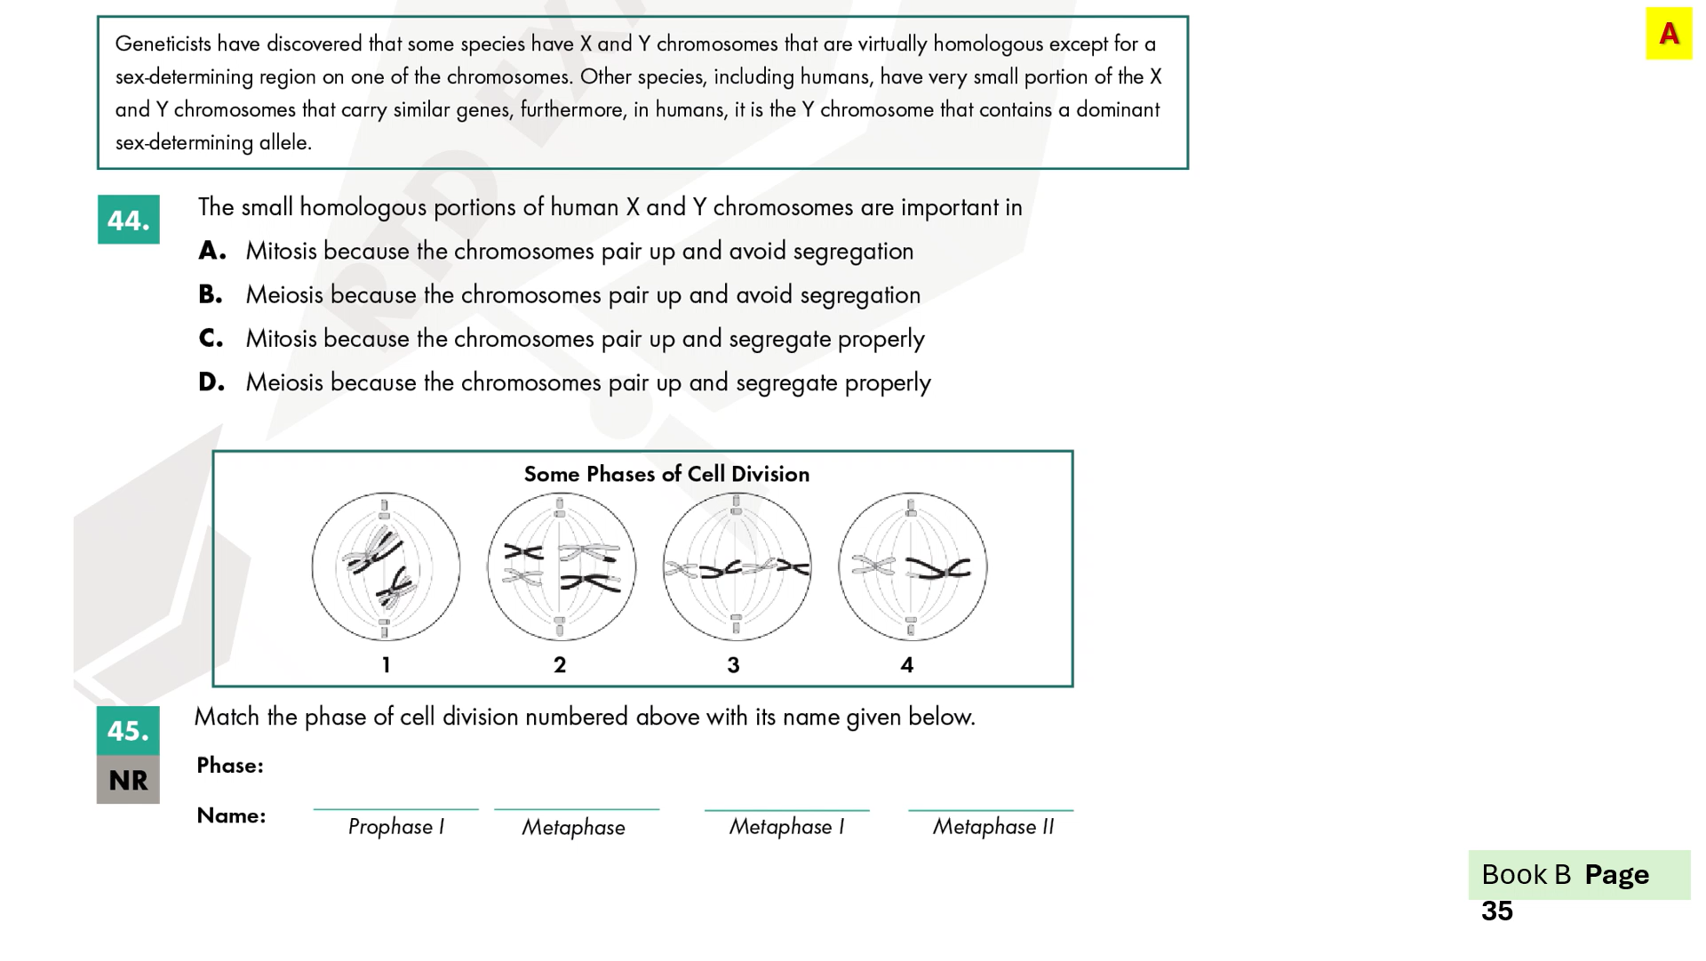 A
Geneticists have discovered that some species have X and Y chromosomes that are virtually homologous except for a
sex-determining region on one of the chromosomes. Other species, including humans, have very small portion of the X
and Y chromosomes that carry similar genes, furthermore, in humans, it is the Y chromosome that contains a dominant
sex-determining allele.
44. The small homologous portions of human X and Y chromosomes are important in
A. Mitosis because the chromosomes pair up and avoid segregation
B. Meiosis because the chromosomes pair up and avoid segregation
C. Mitosis because the chromosomes pair up and segregate properly
D. Meiosis because the chromosomes pair up and segregate properly
Some Phases of Cell Division
1 2 3 4
45. Match the phase of cell division numbered above with its name given below.
NR
Phase:
Name:
Prophase I Metaphase Metaphase I Metaphase II
Book B Page
35